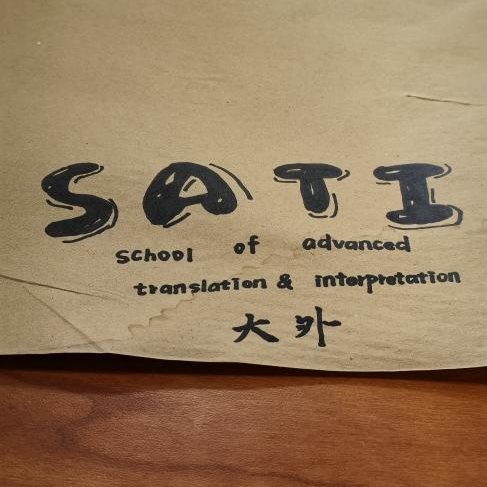 SATI
school of advanced
translation & interpretation
大外